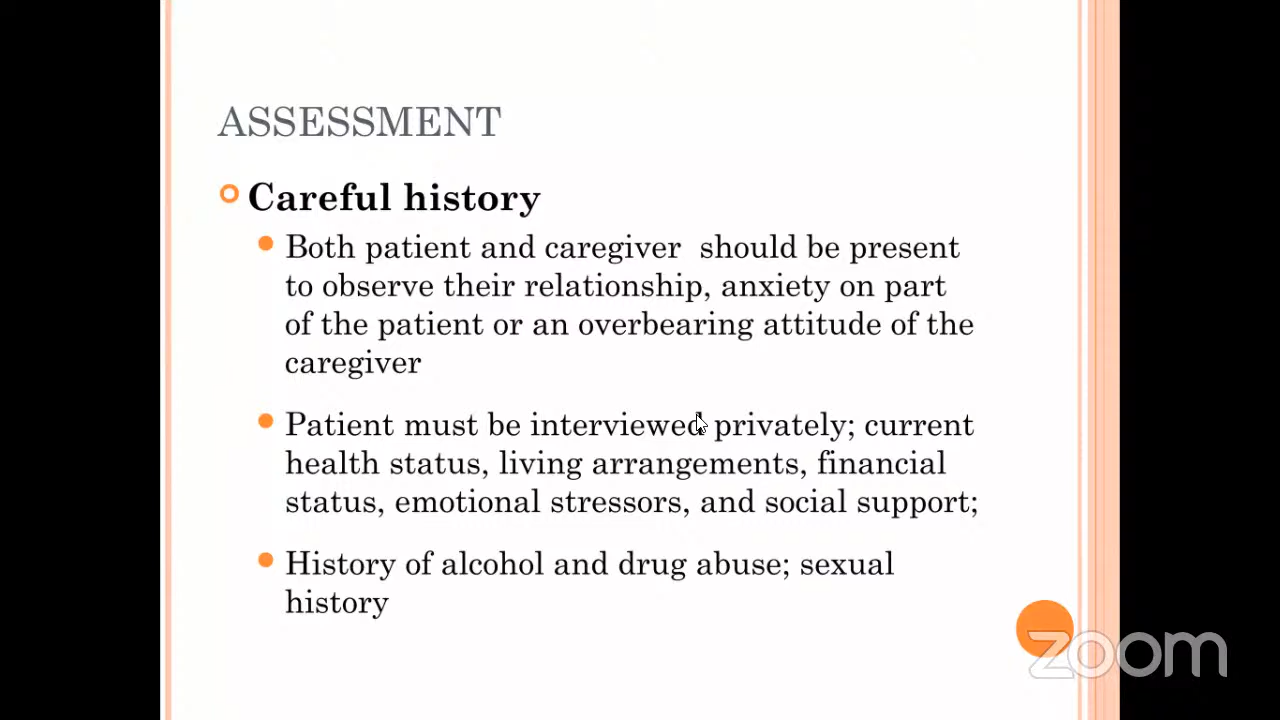 ASSESSMENT
Careful history
Both patient and caregiver should be present
to observe their relationship, anxiety on part
of the patient or an overbearing attitude of the
caregiver
Patient must be interviewed privately; current
health status, living arrangements, financial
status, emotional stressors, and social support;
History of alcohol and drug abuse; sexual
history
zoom